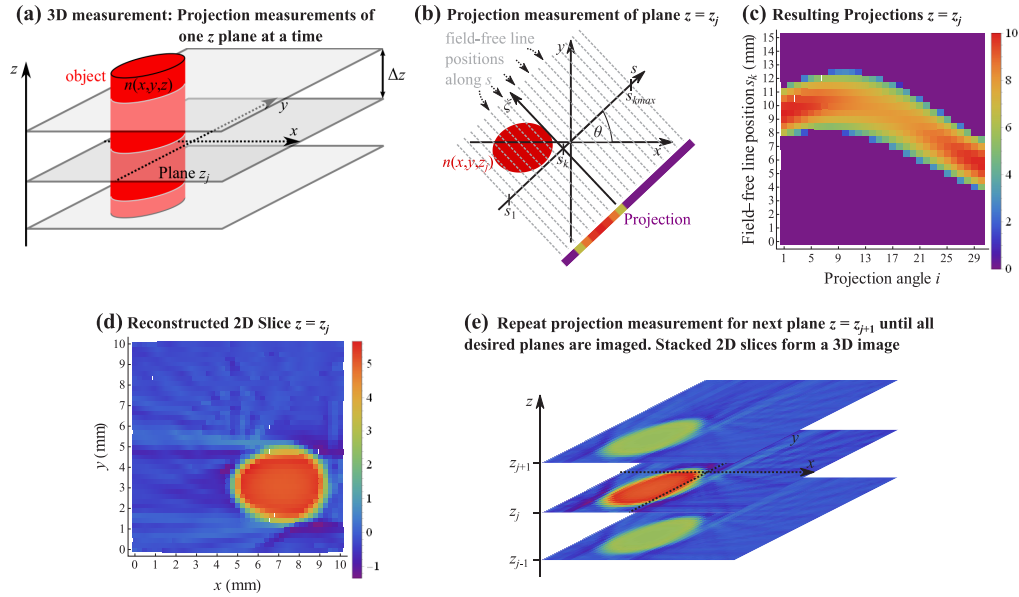 (a) 3D measurement: Projection measurements of
one z plane at a time
z
object
n(x,y,z)
Δz
y
x
Plane zj
(b) Projection measurement of plane z = zj
field-free line
positions
along s
y
s
skmax
ξ
θ
x
sk
n(x,y,zj)
s1
Projection
(c) Resulting Projections z = zj
Field–free line position sk (mm)
15
14
13
12
11
10
9
8
7
6
5
4
3
2
1
0
1 5 9 13 17 21 25 29
Projection angle i
10
8
6
4
2
0
(d) Reconstructed 2D Slice z = zj
y (mm)
10
9
8
7
6
5
4
3
2
1
0
0 1 2 3 4 5 6 7 8 9 10
x (mm)
5
4
3
2
1
0
−1
(e) Repeat projection measurement for next plane z = zj+1 until all
desired planes are imaged. Stacked 2D slices form a 3D image
z
y
x
zj+1
zj
zj-1